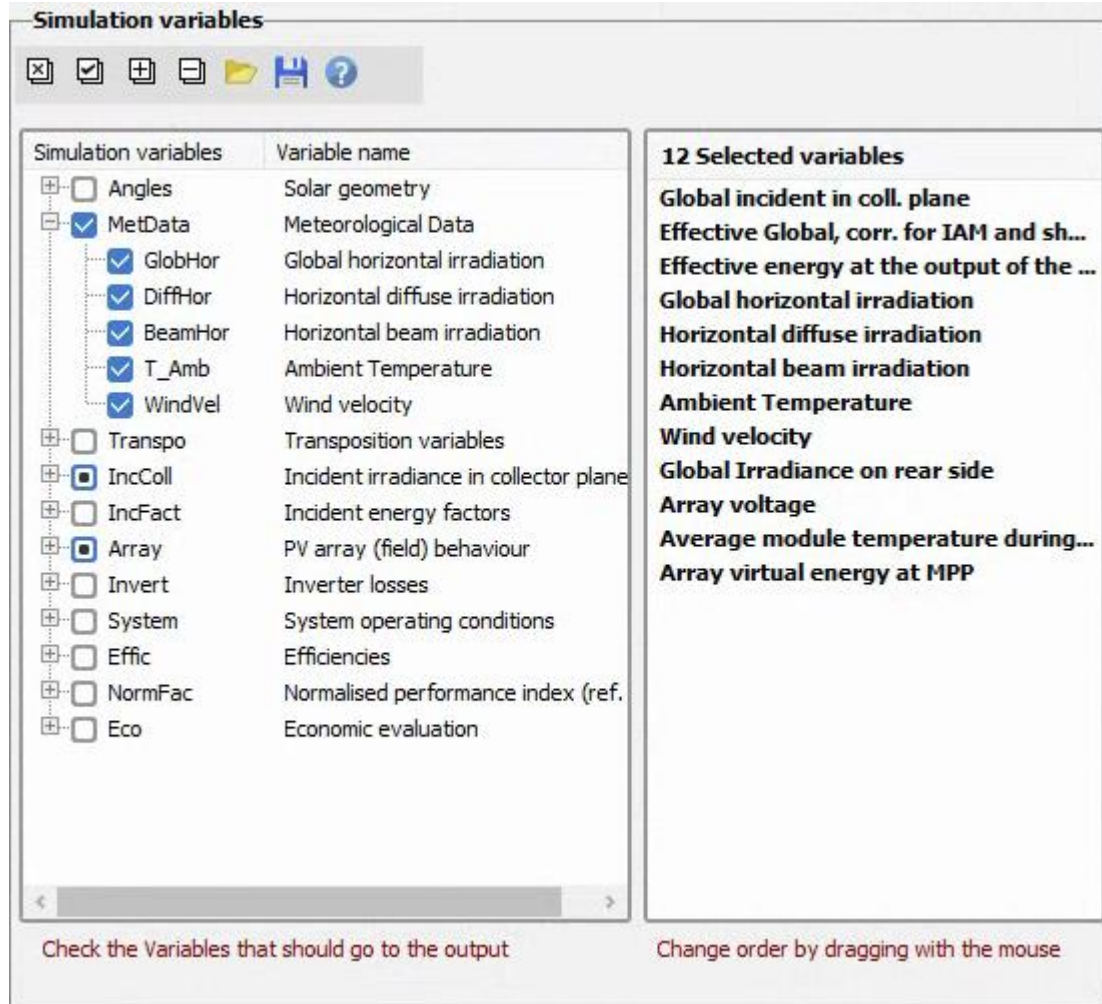 Simulation variables
Simulation variables Variable name
Angles Solar geometry
MetData Meteorological Data
GlobHor Global horizontal irradiation
DiffHor Horizontal diffuse irradiation
BeamHor Horizontal beam irradiation
T_Amb Ambient Temperature
WindVel Wind velocity
Transpo Transposition variables
IncColl Incident irradiance in collector plane
IncFact Incident energy factors
Array PV array (field) behaviour
Invert Inverter losses
System System operating conditions
Effic Efficiencies
NormFac Normalised performance index (ref.
Eco Economic evaluation
Check the Variables that should go to the output
12 Selected variables
Global incident in coll. plane
Effective Global, corr. for IAM and sh...
Effective energy at the output of the ...
Global horizontal irradiation
Horizontal diffuse irradiation
Horizontal beam irradiation
Ambient Temperature
Wind velocity
Global Irradiance on rear side
Array voltage
Average module temperature during...
Array virtual energy at MPP
Change order by dragging with the mouse